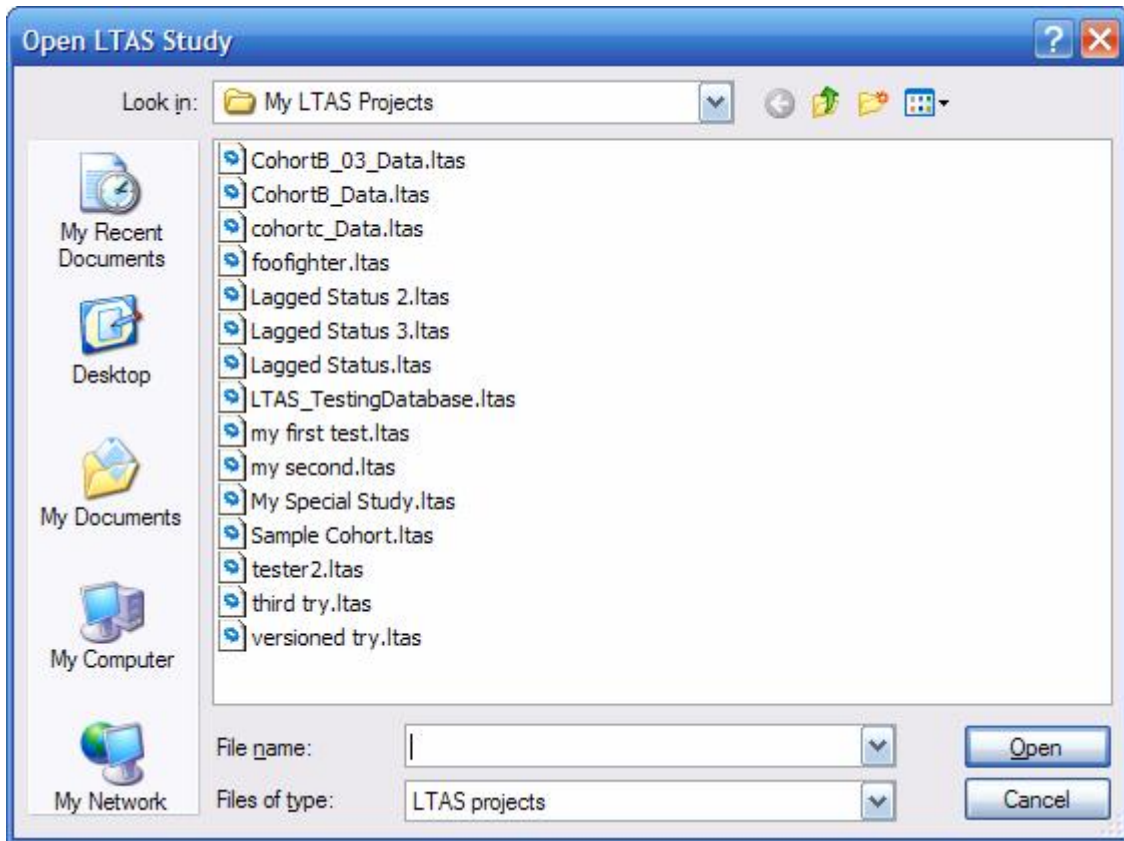 Open LTAS Study
Look in: My LTAS Projects
My Recent
Documents
Desktop
My Documents
My Computer
My Network
CohortB_03_Data.ltas
CohortB_Data.ltas
cohortc_Data.ltas
foofighter.ltas
Lagged Status 2.ltas
Lagged Status 3.ltas
Lagged Status.ltas
LTAS_TestingDatabase.ltas
my first test.ltas
my second.ltas
My Special Study.ltas
Sample Cohort.ltas
tester2.ltas
third try.ltas
versioned try.ltas
File name:
Open
Files of type: LTAS projects
Cancel